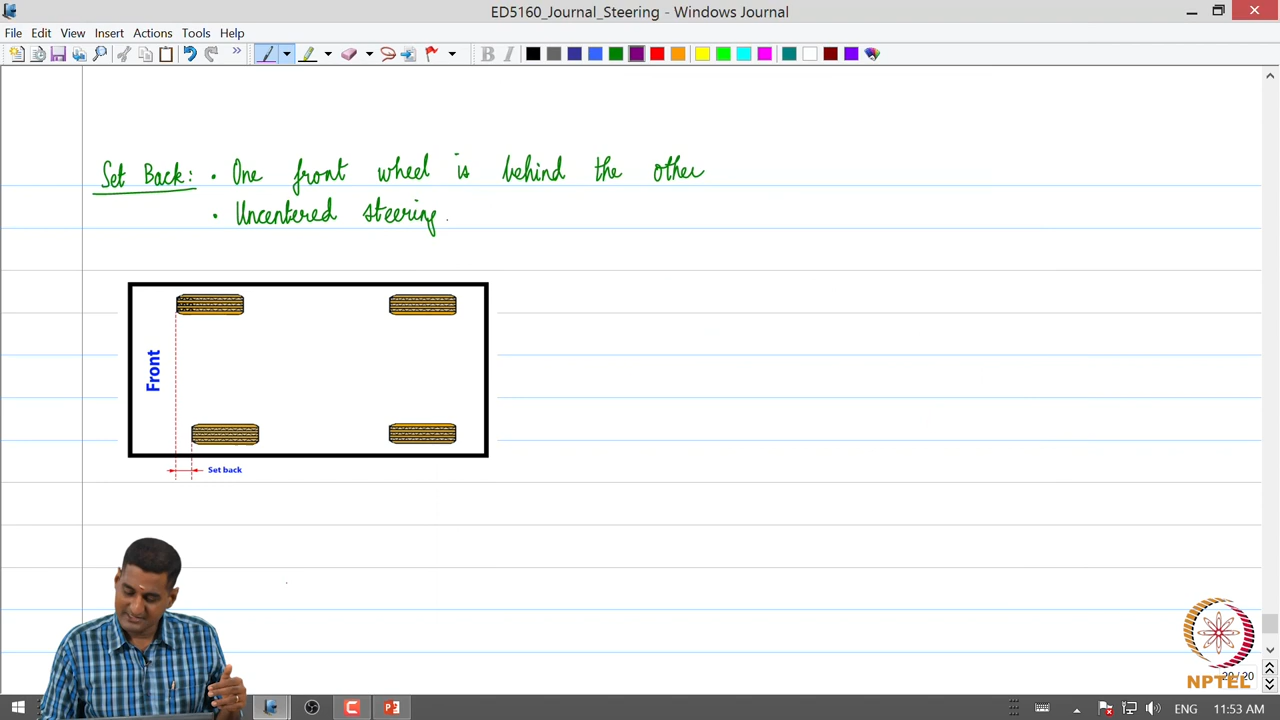 ED5160_Journal_Steering - Windows Journal
File Edit View Insert Actions Tools Help
B I
Set Back: • One front wheel is behind the other
• Uncentered steering.
Front
Set back
NPTEL
ENG 11:53 AM